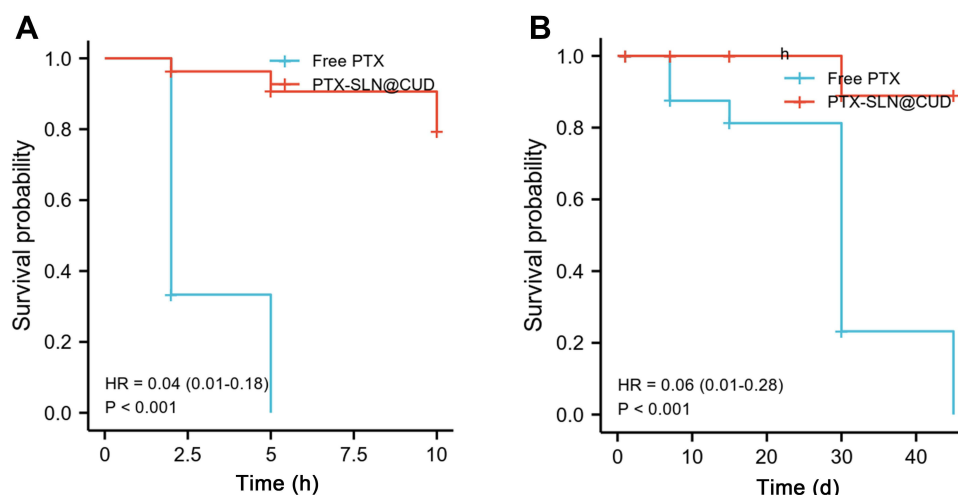 A
Survival probability
1.0
0.8
0.6
0.4
0.2
0.0
Free PTX
PTX-SLN@CUD
HR = 0.04 (0.01-0.18)
P < 0.001
0 2.5 5 7.5 10
Time (h)
B
Survival probability
1.0
0.8
0.6
0.4
0.2
0.0
h
Free PTX
PTX-SLN@CUD
HR = 0.06 (0.01-0.28)
P < 0.001
0 10 20 30 40
Time (d)